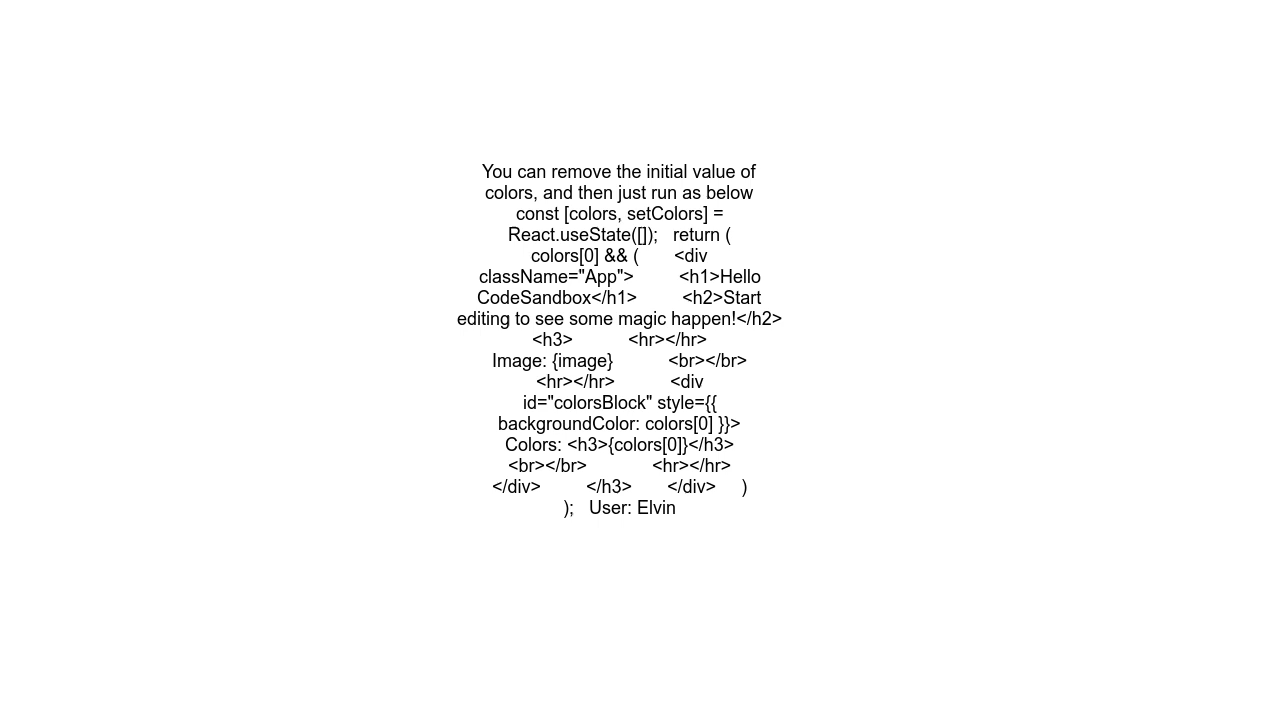 You can remove the initial value of
colors, and then just run as below
const [colors, setColors] =
React.useState([]);   return (
colors[0] && (       <div
className="App">         <h1>Hello
CodeSandbox</h1>         <h2>Start
editing to see some magic happen!</h2>
<h3>           <hr></hr>
Image: {image}           <br></br>
<hr></hr>           <div
id="colorsBlock" style={{
backgroundColor: colors[0] }}>
Colors: <h3>{colors[0]}</h3>
<br></br>             <hr></hr>
</div>         </h3>       </div>     )
);   User: Elvin